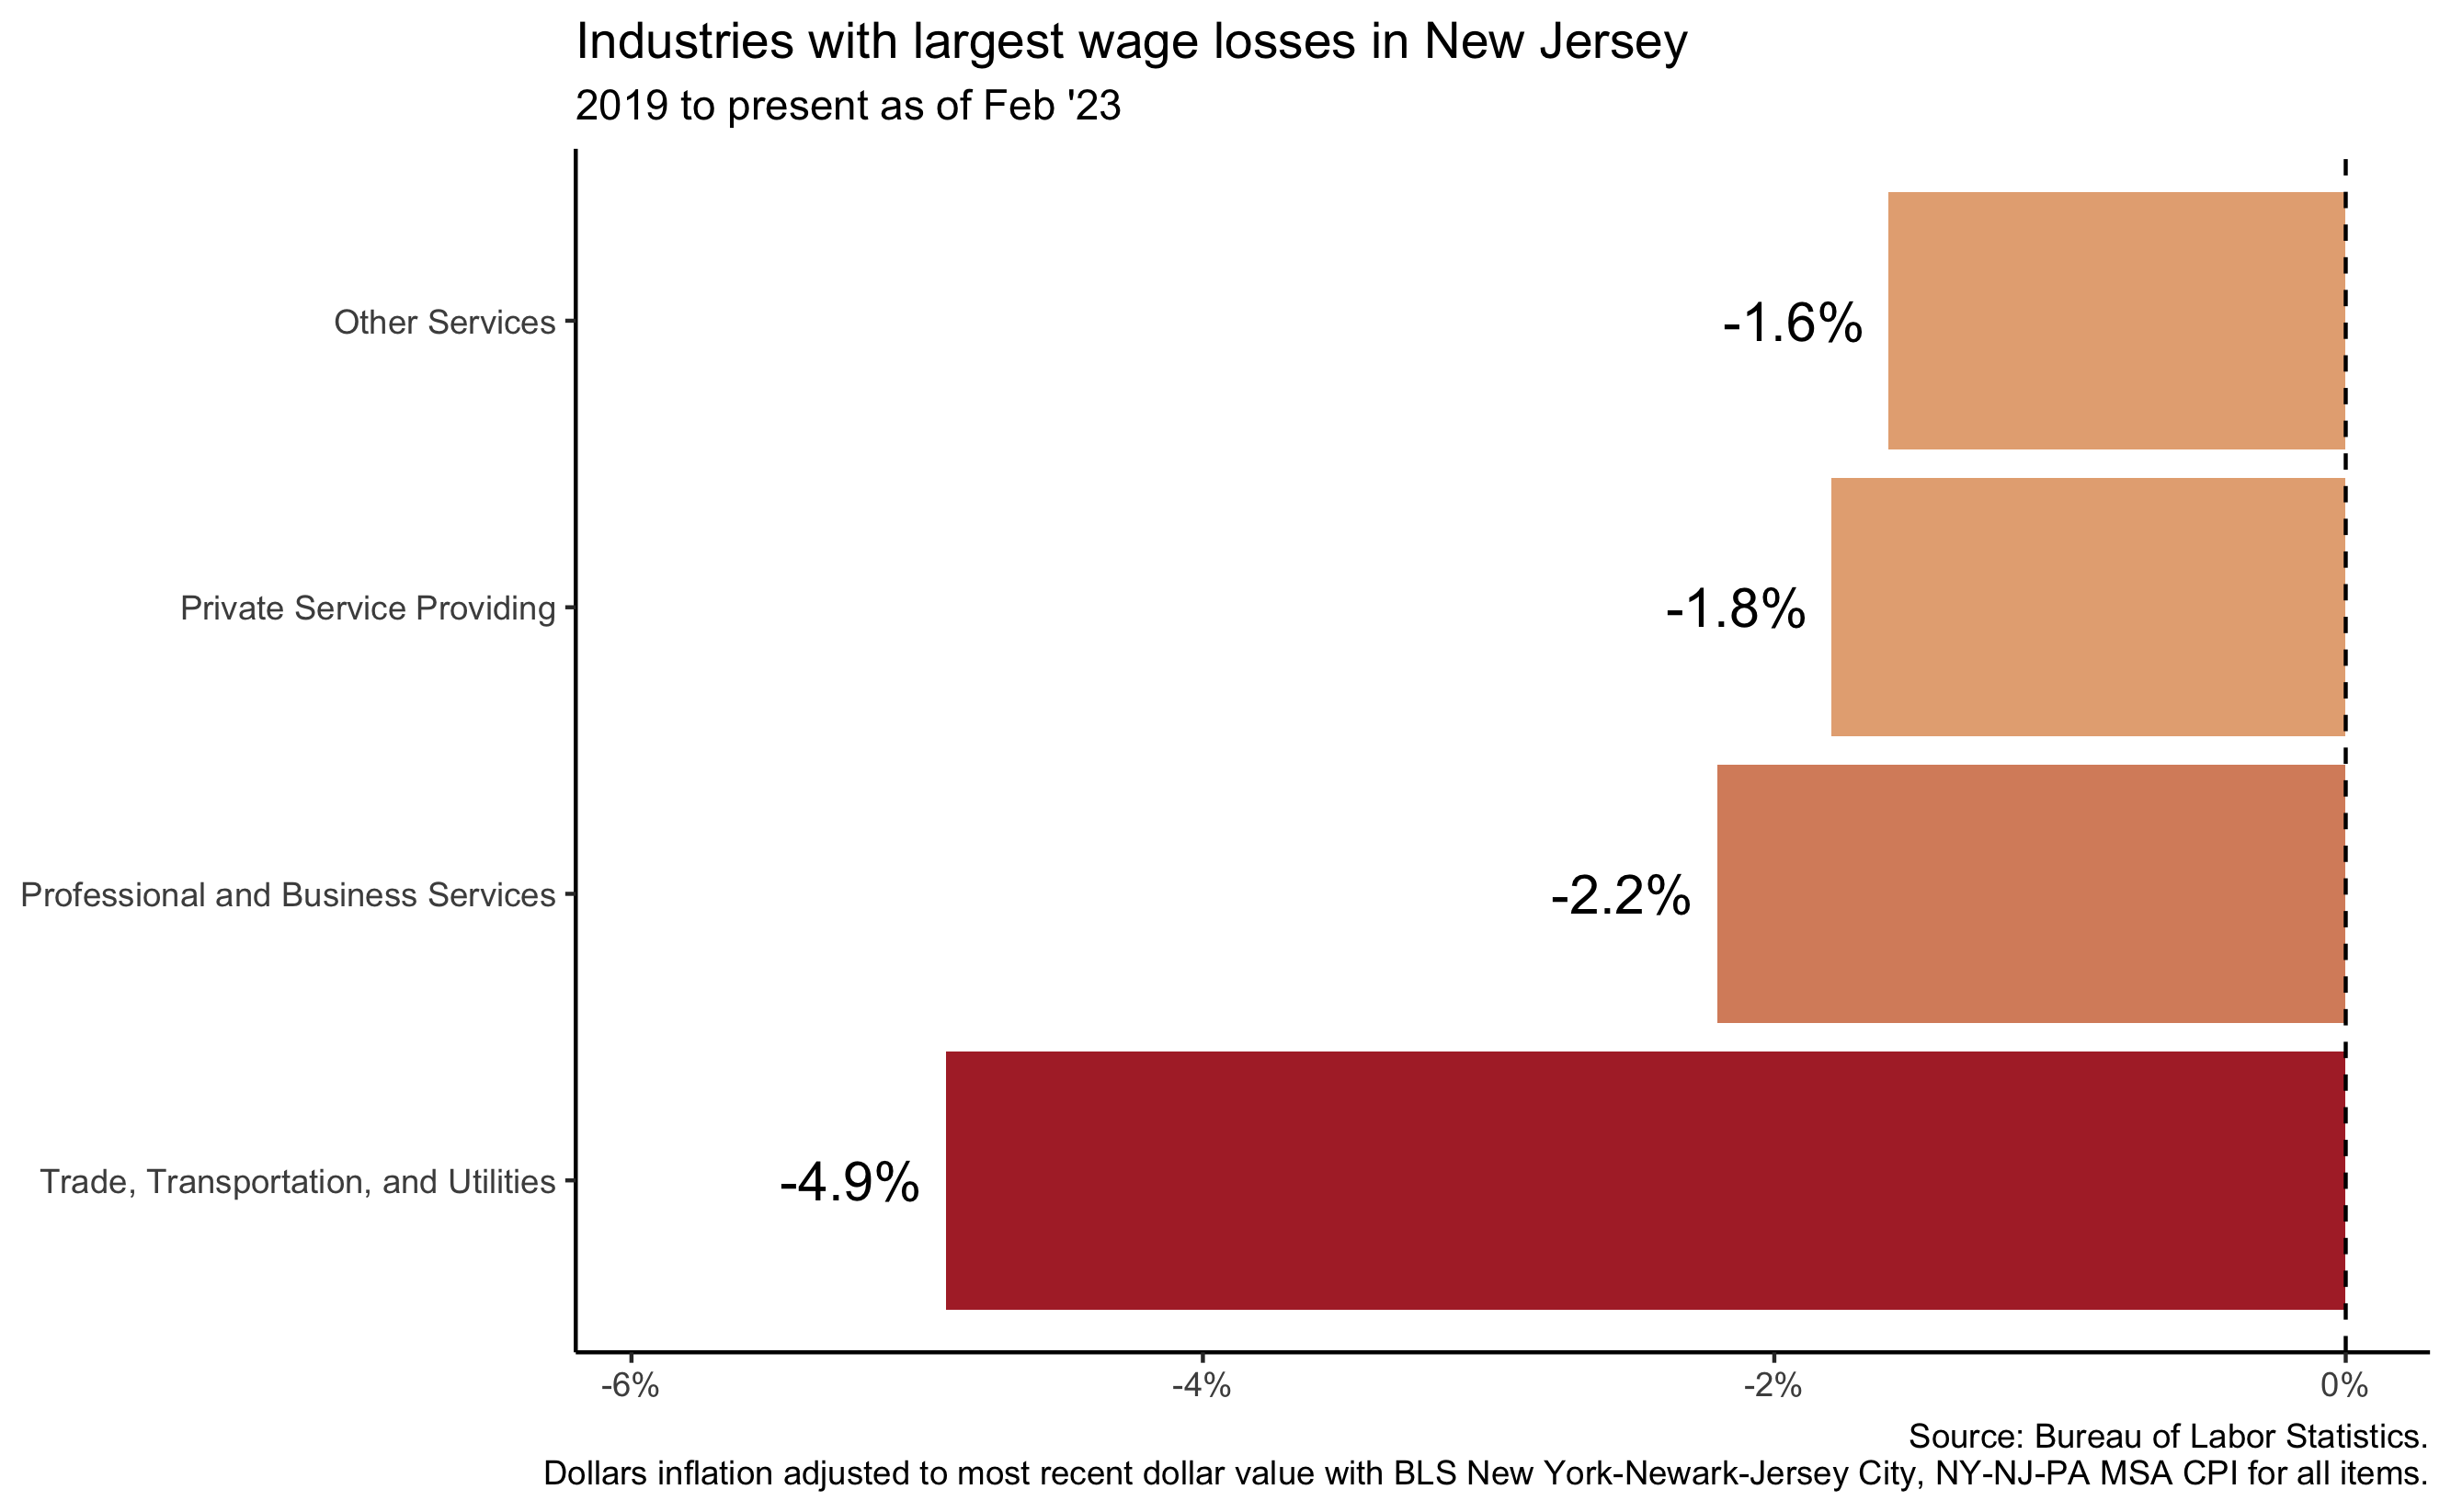 Industries with largest wage losses in New Jersey
2019 to present as of Feb '23
Other Services
-1.6%
Private Service Providing
-1.8%
Professional and Business Services
-2.2%
Trade, Transportation, and Utilities
-4.9%
-6%
-4%
-2%
0%
Source: Bureau of Labor Statistics.
Dollars inflation adjusted to most recent dollar value with BLS New York-Newark-Jersey City, NY-NJ-PA MSA CPI for all items.